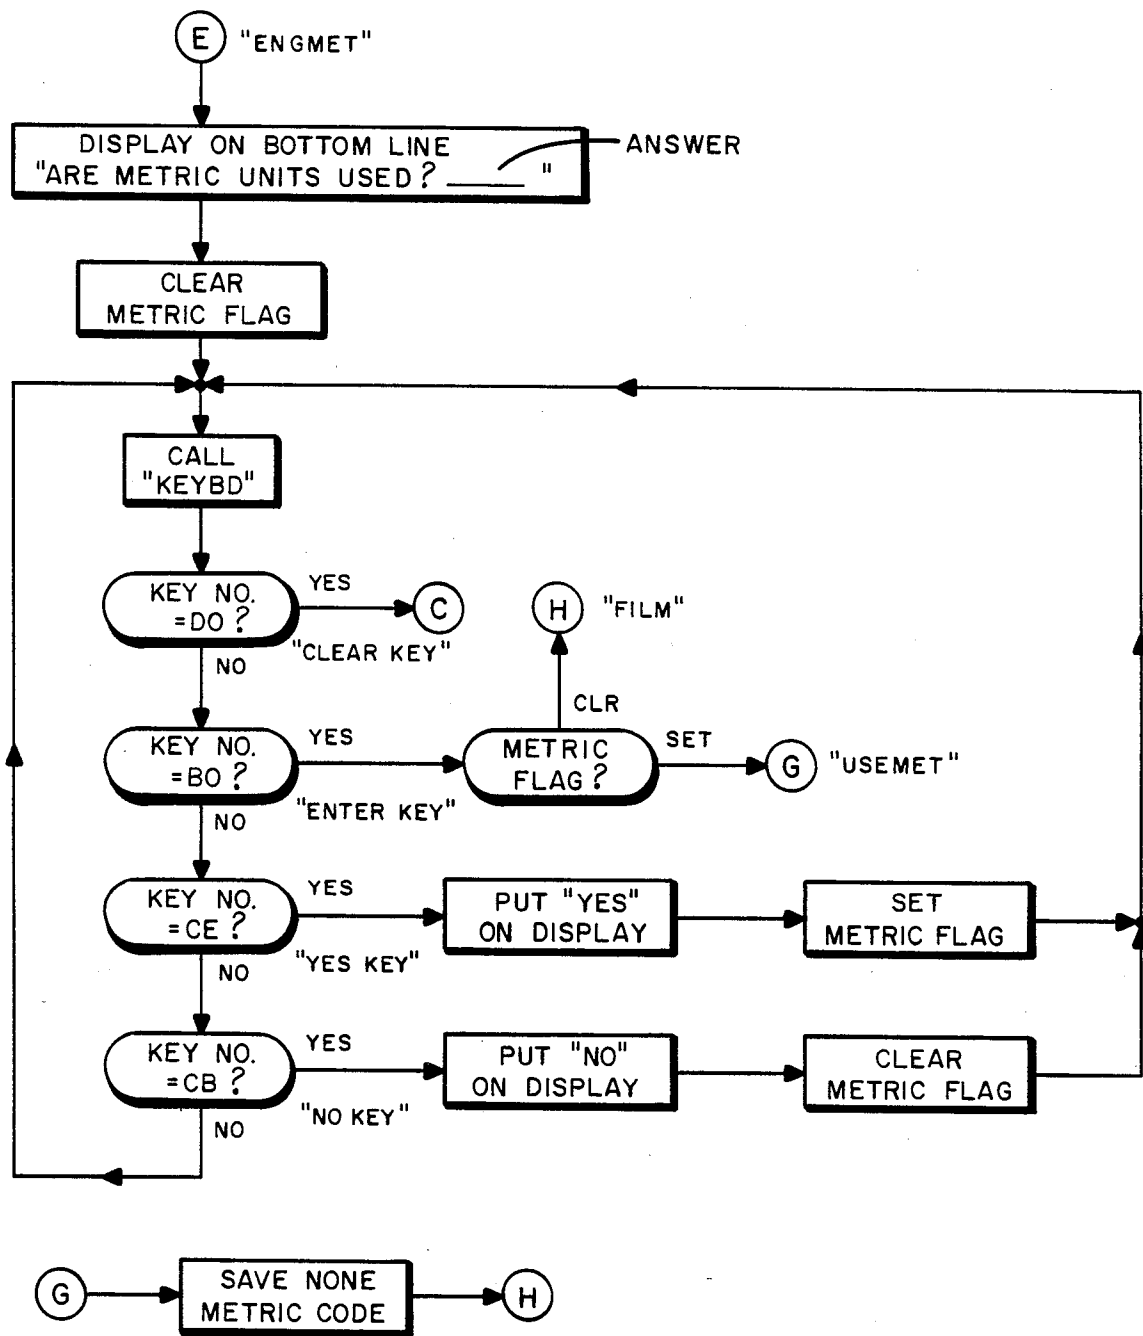 E "ENGMET"
DISPLAY ON BOTTOM LINE
"ARE METRIC UNITS USED? ____ "
ANSWER
CLEAR
METRIC FLAG
CALL
"KEYBD"
KEY NO.
=DO?
YES
C
"CLEAR KEY"
NO
H "FILM"
CLR
KEY NO.
=BO?
YES
"ENTER KEY"
NO
METRIC
FLAG?
SET
G "USEMET"
KEY NO.
=CE?
YES
"YES KEY"
NO
PUT "YES"
ON DISPLAY
SET
METRIC FLAG
KEY NO.
=CB?
YES
"NO KEY"
NO
PUT "NO"
ON DISPLAY
CLEAR
METRIC FLAG
G
SAVE NONE
METRIC CODE
H